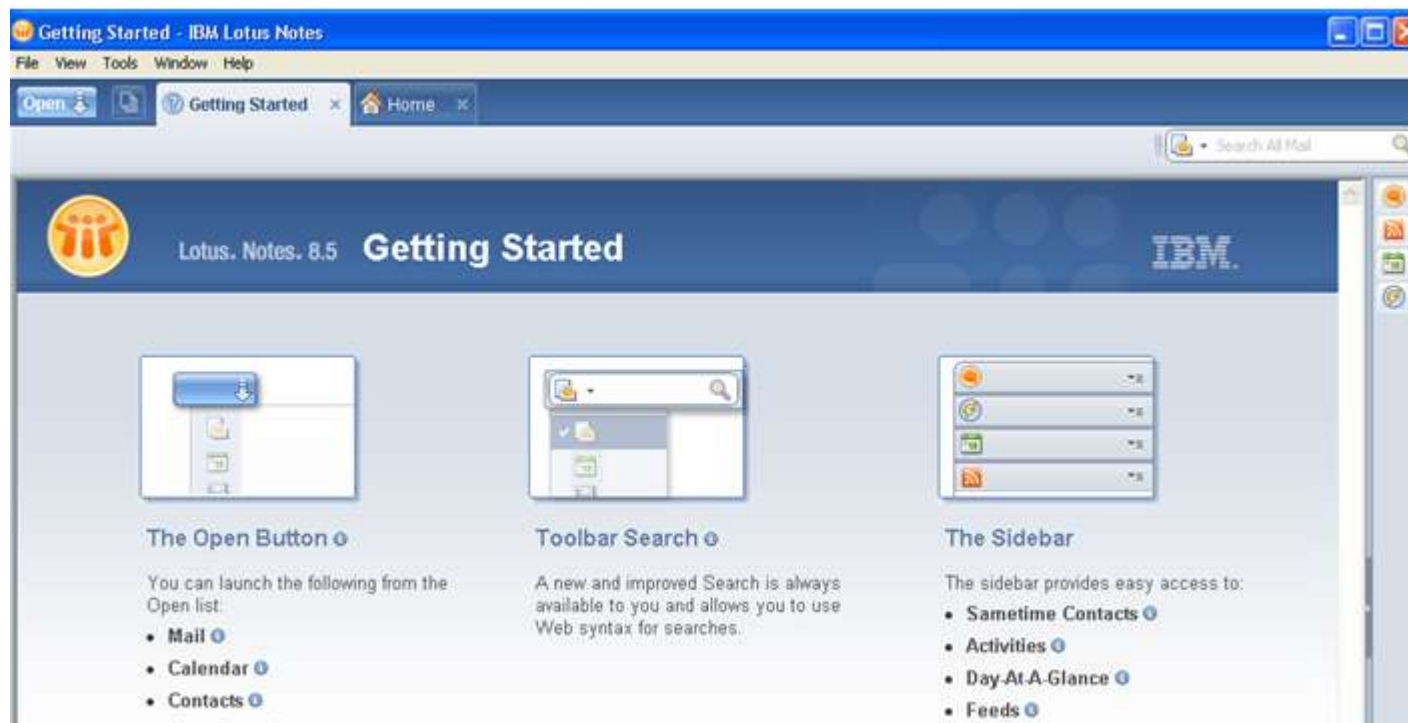 Getting Started - IBM Lotus Notes
File View Tools Window Help
Open Getting Started Home
Search All Mail
Lotus. Notes. 8.5 Getting Started IBM.
The Open Button
You can launch the following from the
Open list:
• Mail
• Calendar
• Contacts
Toolbar Search
A new and improved Search is always
available to you and allows you to use
Web syntax for searches.
The Sidebar
The sidebar provides easy access to:
• Sametime Contacts
• Activities
• Day-At-A-Glance
• Feeds